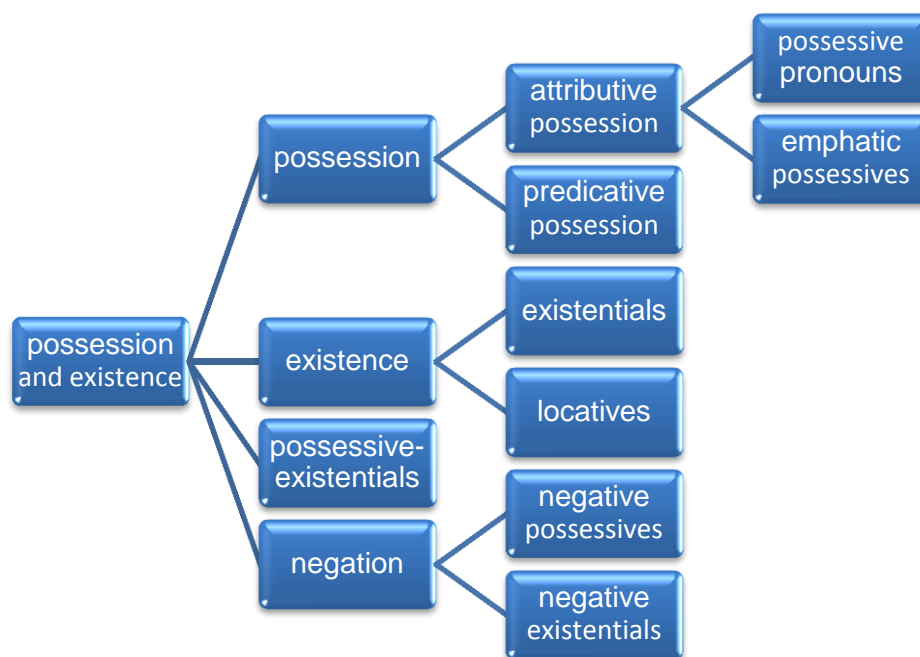 possession
and existence
possession
attributive
possession
possessive
pronouns
emphatic
possessives
predicative
possession
existence
existentials
locatives
possessive-
existentials
negation
negative
possessives
negative
existentials